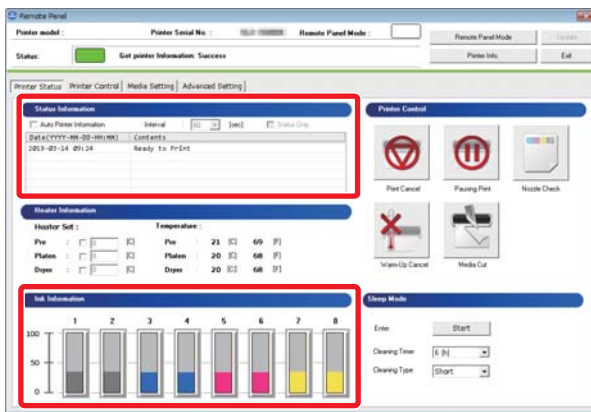 Remote Panel
Printer model :
Printer Serial No. :
Remote Panel Mode :
Remote Panel Mode
Update
Status:
Get printer Information: Success
Printer Info.
Exit
Printer Status
Printer Control
Media Setting
Advanced Setting
Status Information
Auto Printer Information
Interval :
60
[sec]
Status Only
Date(YYYY-MM-DD-HH:MM)
Contents
2019-03-14 09:24
Ready to Print
Heater Information
Heater Set :
Temperature :
Pre : [C] Pre : 21 [C] 69 [F]
Platen : [C] Platen : 20 [C] 68 [F]
Dryer : [C] Dryer : 20 [C] 68 [F]
Ink Information
1 2 3 4 5 6 7 8
100
50
0
Printer Control
Print Cancel
Pausing Print
Nozzle Check
Warm-Up Cancel
Media Cut
Sleep Mode
Enter
Start
Cleaning Timer
6 [h]
Cleaning Type
Short